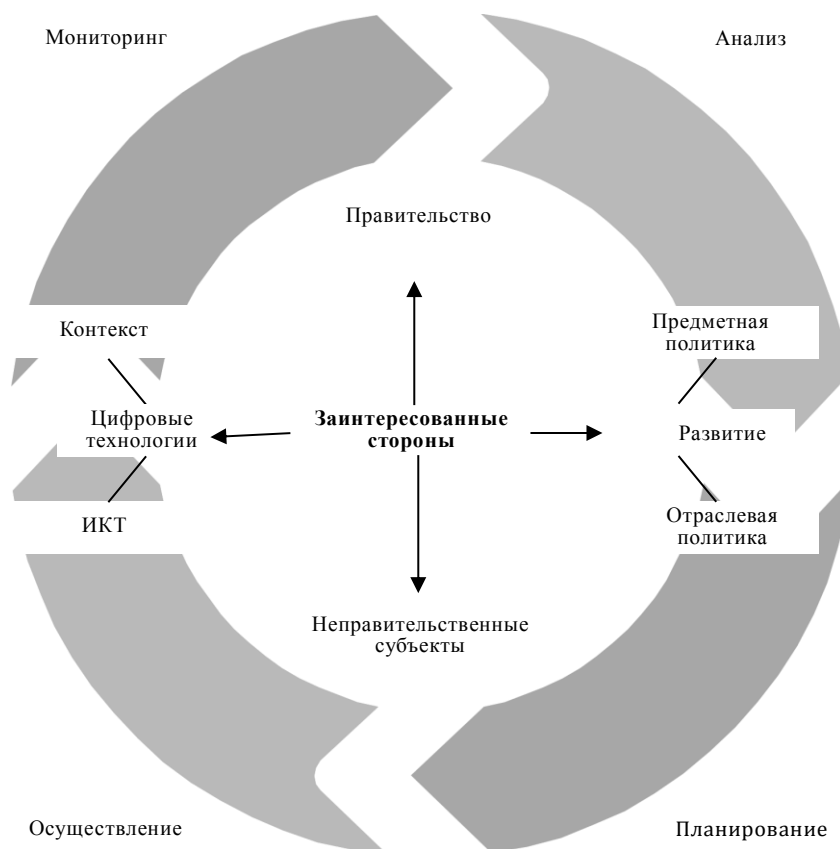 Мониторинг
Анализ
Правительство
Контекст
Предметная
политика
Цифровые
технологии
Заинтересованные
стороны
Развитие
ИКТ
Отраслевая
политика
Неправительственные
субъекты
Осуществление
Планирование